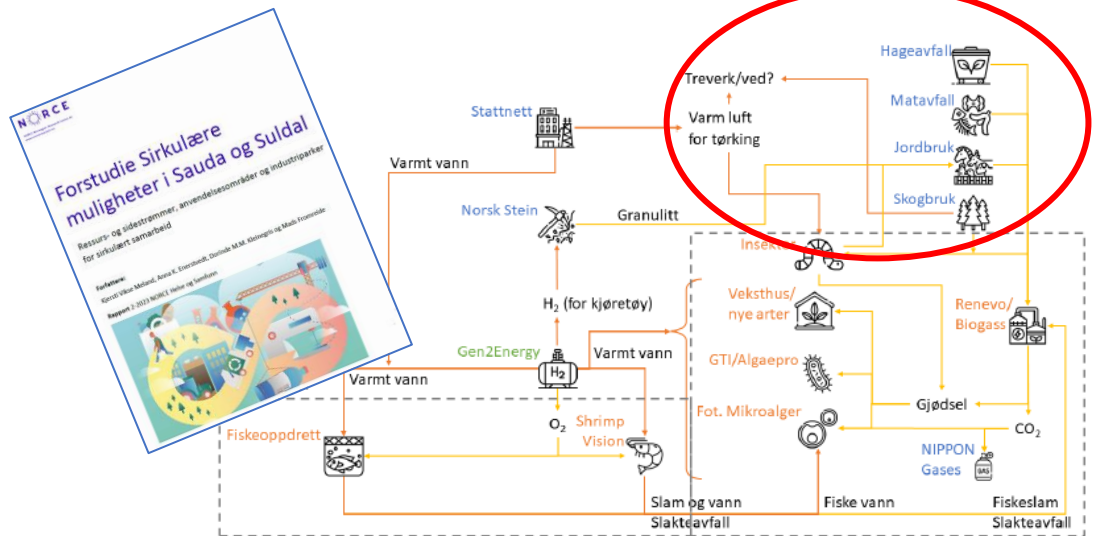 NORCE
Forstudie Sirkulære
muligheter i Sauda og Suldal
Ressurs- og sidestrømmer, anvendelsesområder og industriparker
for sirkulært samarbeid
Forfattere:
Rapport 2-2023 NORCE Helse og Samfunn
Hageavfall
Treverk/ved?
Matavfall
Stattnett
Varm luft
for tørking
Jordbruk
Varmt vann
Skogbruk
Norsk Stein
Granulitt
Insekter
H₂ (for kjøretøy)
Veksthus/
nye arter
Renevo/
Biogass
Gen2Energy
Varmt vann
H₂
GTI/Algaepro
Varmt vann
Gjødsel
Fot. Mikroalger
O₂
Shrimp
Vision
CO₂
Fiskeoppdrett
NIPPON
Gases
GAS
Slam og vann
Slakteavfall
Fiske vann
Fiskeslam
Slakteavfall